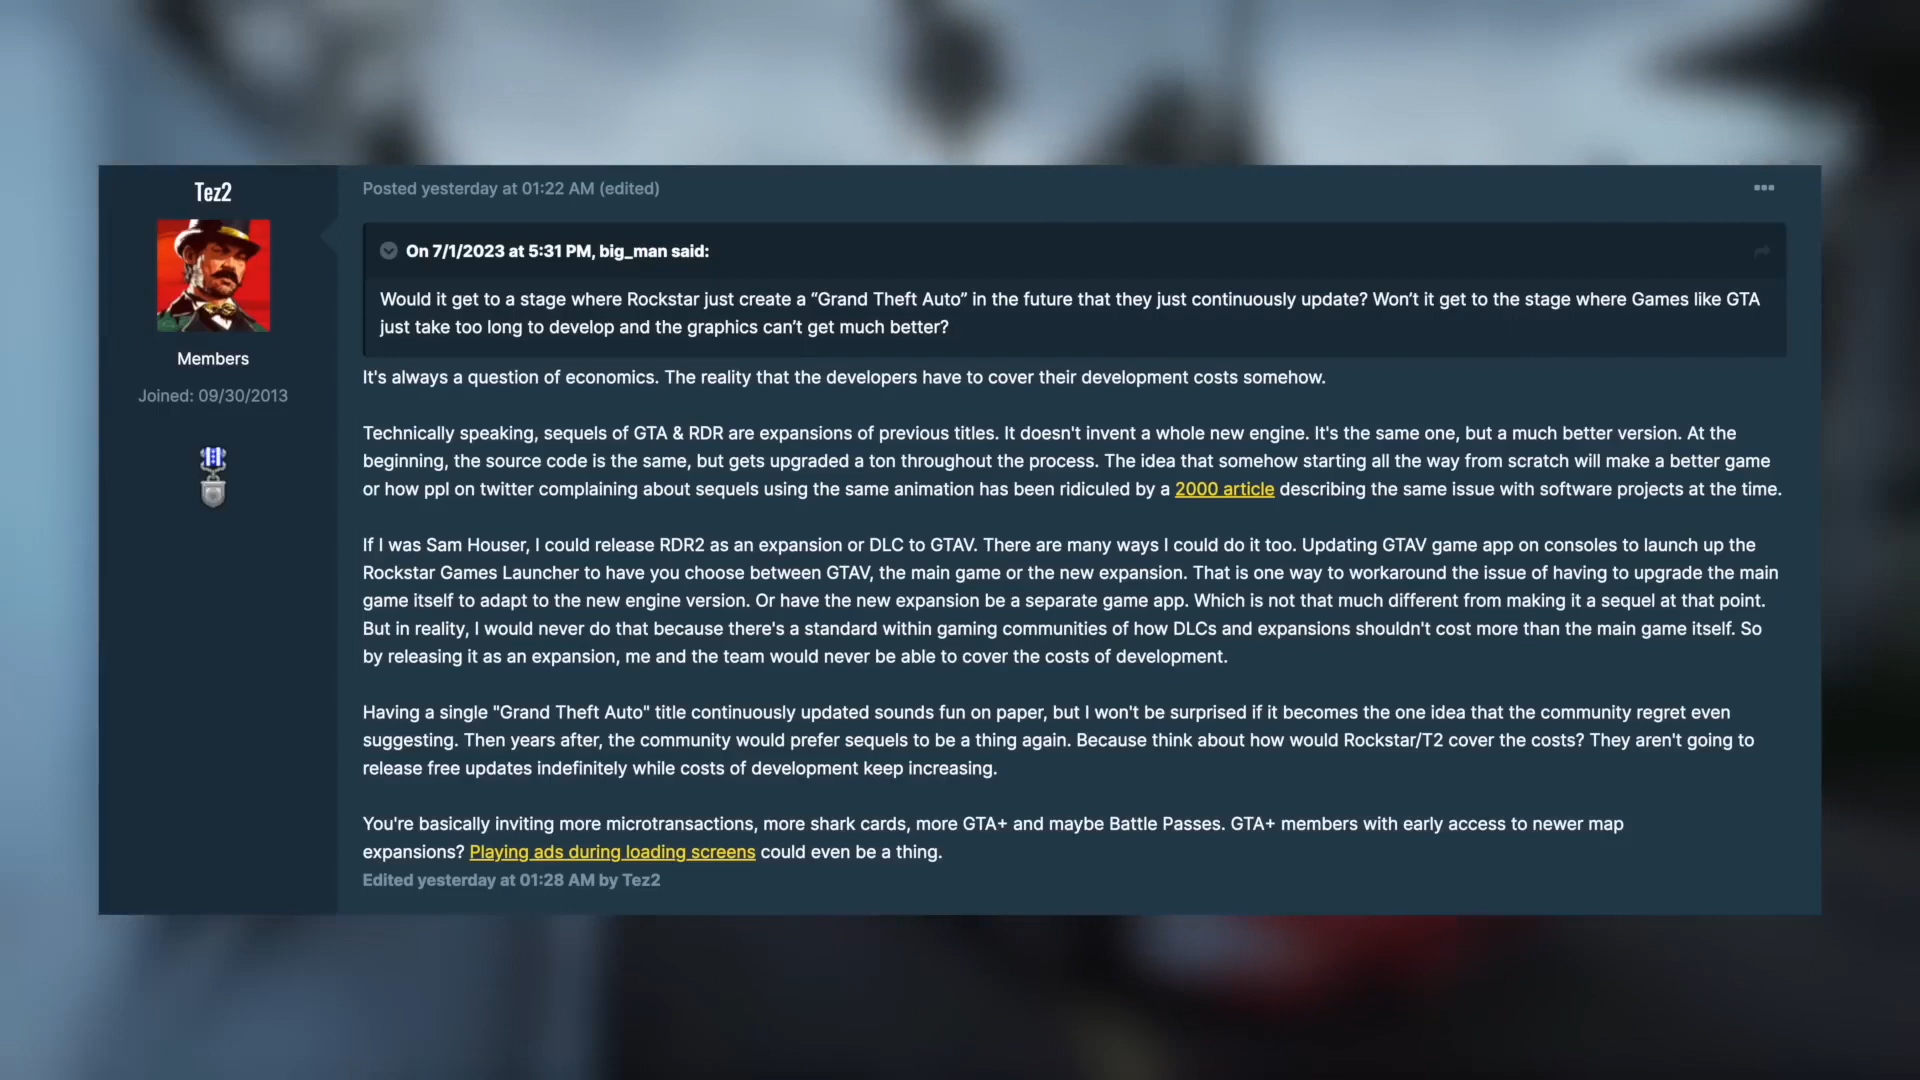 Tez2
Members
Joined: 09/30/2013
Posted yesterday at 01:22 AM (edited)
On 7/1/2023 at 5:31 PM, big_man said:
Would it get to a stage where Rockstar just create a “Grand Theft Auto” in the future that they just continuously update? Won’t it get to the stage where Games like GTA
just take too long to develop and the graphics can’t get much better?
It's always a question of economics. The reality that the developers have to cover their development costs somehow.
Technically speaking, sequels of GTA & RDR are expansions of previous titles. It doesn't invent a whole new engine. It's the same one, but a much better version. At the
beginning, the source code is the same, but gets upgraded a ton throughout the process. The idea that somehow starting all the way from scratch will make a better game
or how ppl on twitter complaining about sequels using the same animation has been ridiculed by a 2000 article describing the same issue with software projects at the time.
If I was Sam Houser, I could release RDR2 as an expansion or DLC to GTAV. There are many ways I could do it too. Updating GTAV game app on consoles to launch up the
Rockstar Games Launcher to have you choose between GTAV, the main game or the new expansion. That is one way to workaround the issue of having to upgrade the main
game itself to adapt to the new engine version. Or have the new expansion be a separate game app. Which is not that much different from making it a sequel at that point.
But in reality, I would never do that because there's a standard within gaming communities of how DLCs and expansions shouldn't cost more than the main game itself. So
by releasing it as an expansion, me and the team would never be able to cover the costs of development.
Having a single "Grand Theft Auto" title continuously updated sounds fun on paper, but I won't be surprised if it becomes the one idea that the community regret even
suggesting. Then years after, the community would prefer sequels to be a thing again. Because think about how would Rockstar/T2 cover the costs? They aren't going to
release free updates indefinitely while costs of development keep increasing.
You're basically inviting more microtransactions, more shark cards, more GTA+ and maybe Battle Passes. GTA+ members with early access to newer map
expansions? Playing ads during loading screens could even be a thing.
Edited yesterday at 01:28 AM by Tez2